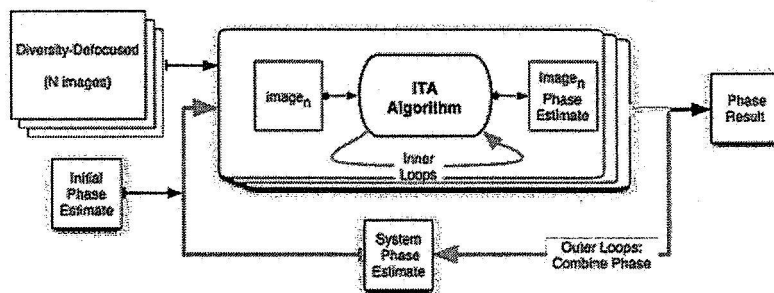 Diversity-Defocused
(N images)
Image_n
ITA
Algorithm
Image_n
Phase
Estimate
Inner
Loops
Phase
Result
Initial
Phase
Estimate
System
Phase
Estimate
Outer Loops:
Combine Phase